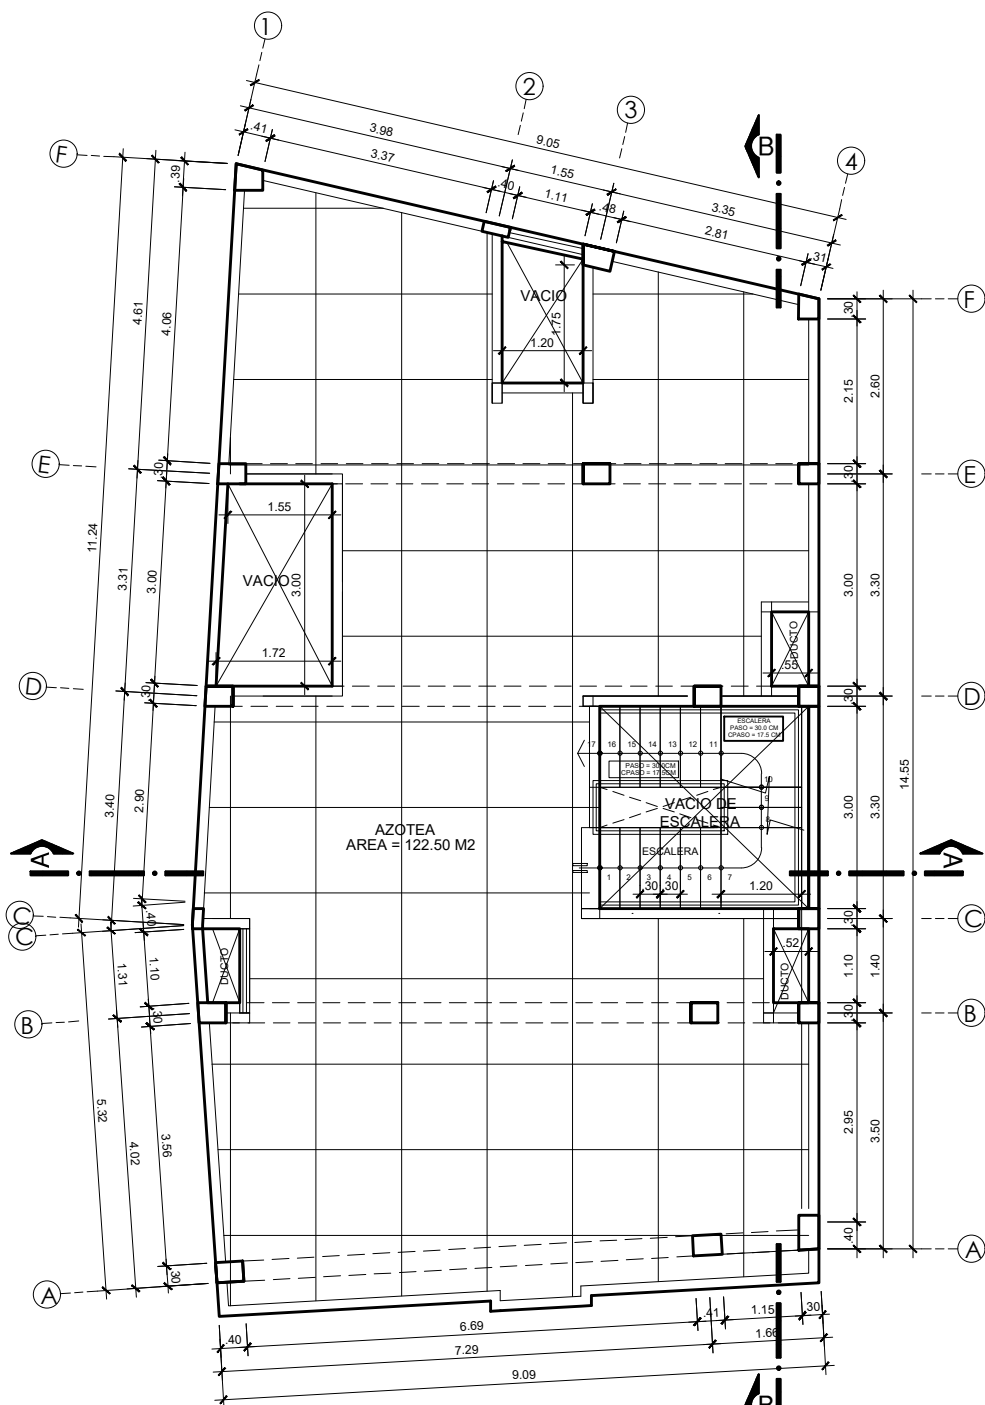 1
2
3
4
B
F
9.05
3.98
1.55
3.35
.41
3.37
.40
1.11
.48
2.81
.31
.39
4.61
4.06
VACIO
1.75
1.20
F
.30
2.15
2.60
E
.30
.30
E
11.24
3.31
3.00
1.55
VACIO
3.00
1.72
3.00
3.30
DUCTO
.55
D
.30
.30
D
14.55
ESCALERA
PASO = 30.0 CM
CPASO = 17.5 CM
17
16
15
14
13
12
11
PASO = 30.0CM
CPASO = 17.5CM
10
9
8
VACIO DE
ESCALERA
ESCALERA
1
2
3
4
5
6
7
.30
.30
1.20
3.40
2.90
AZOTEA
AREA = 122.50 M2
3.00
3.30
A
A
C
C
.40
.30
C
DUCTO
.52
DUCTO
1.31
1.10
1.10
1.40
B
.30
.30
B
5.32
4.02
3.56
2.95
3.50
.40
A
.30
A
.40
6.69
.41
1.15
.30
7.29
1.66
9.09
B